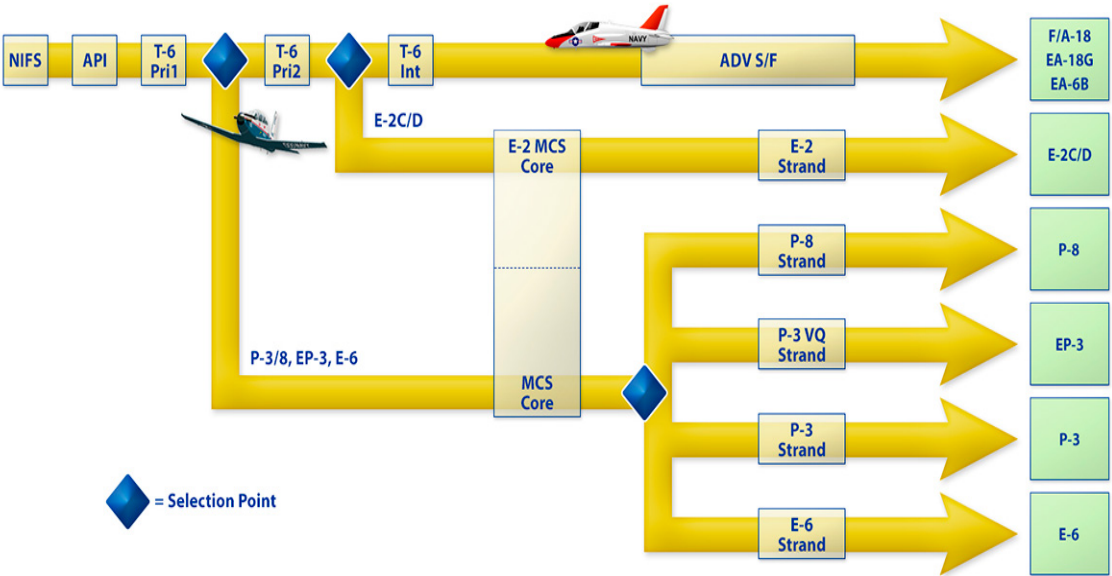 NIFS
API
T-6
Pri1
T-6
Pri2
T-6
Int
NAVY
ADV S/F
F/A-18
EA-18G
EA-6B
E-2C/D
E-2 MCS
Core
E-2
Strand
E-2C/D
P-8
Strand
P-8
P-3/8, EP-3, E-6
P-3 VQ
Strand
EP-3
MCS
Core
P-3
Strand
P-3
= Selection Point
E-6
Strand
E-6